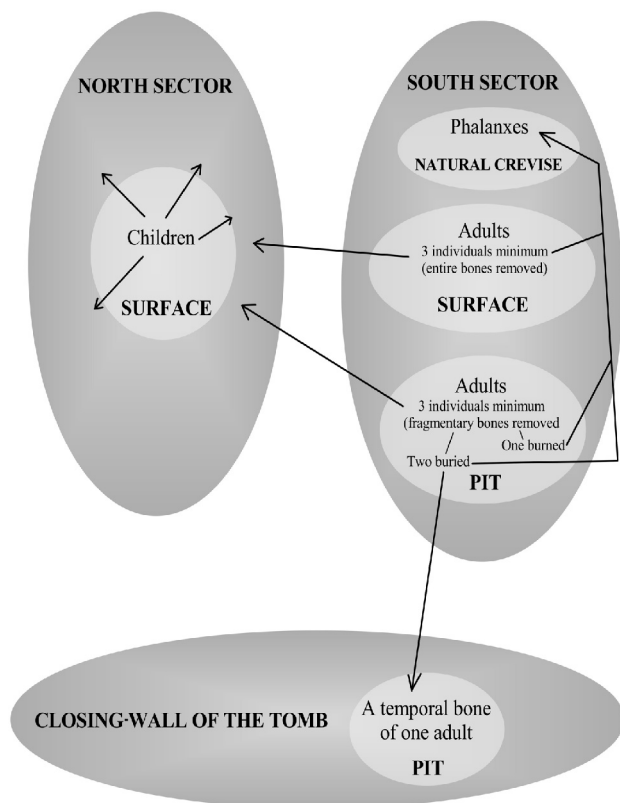 NORTH SECTOR
Children
SURFACE
SOUTH SECTOR
Phalanxes
NATURAL CREVISE
Adults
3 individuals minimum
(entire bones removed)
SURFACE
Adults
3 individuals minimum
(fragmentary bones removed
One burned
Two buried
PIT
CLOSING-WALL OF THE TOMB
A temporal bone
of one adult
PIT